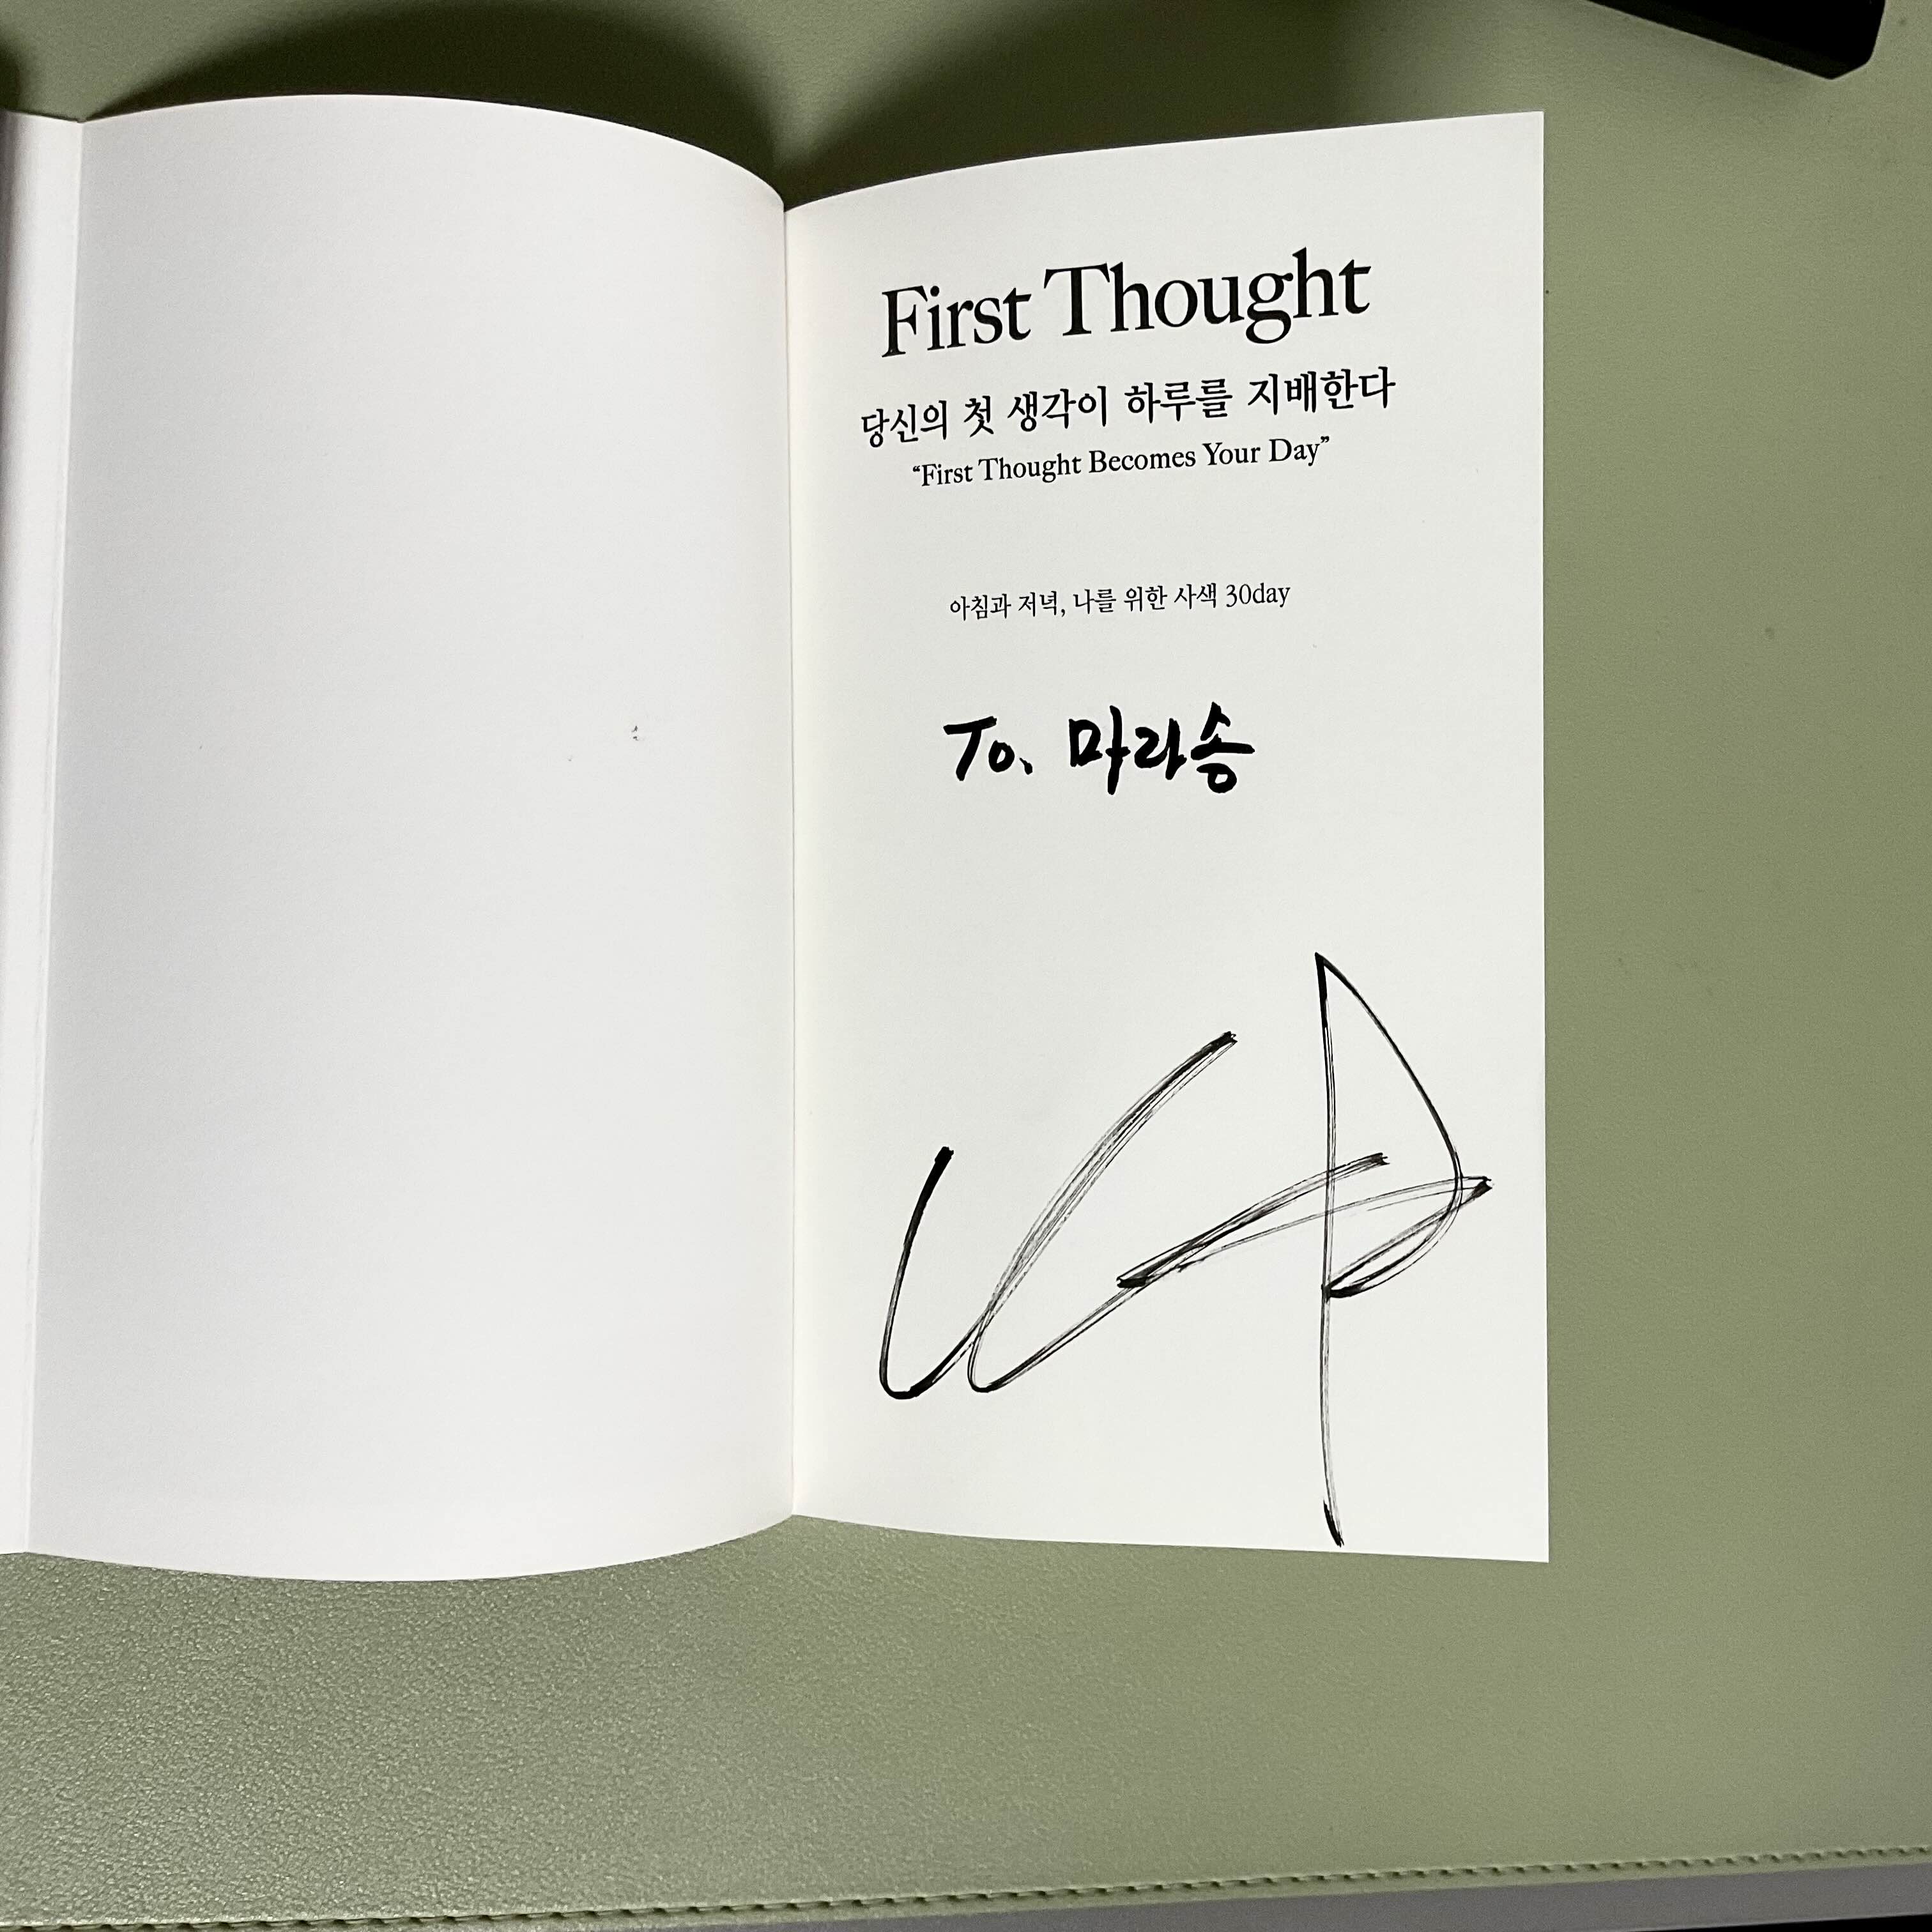 First Thought
당신의 첫 생각이 하루를 지배한다
“First Thought Becomes Your Day”
아침과 저녁, 나를 위한 사색 30day
To. 마라송